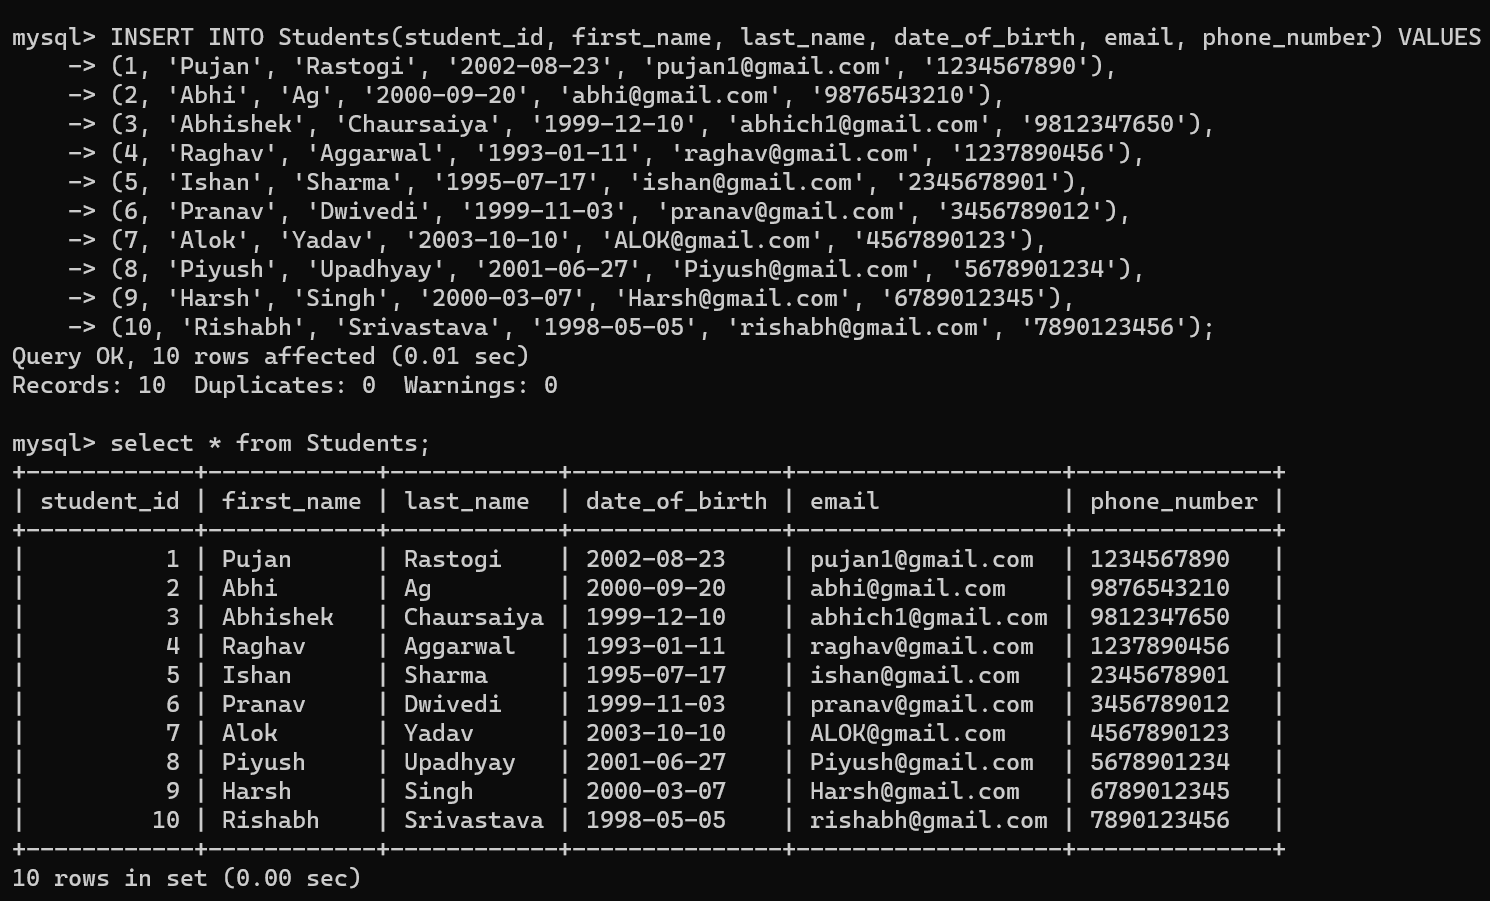 mysql> INSERT INTO Students(student_id, first_name, last_name, date_of_birth, email, phone_number) VALUES
    -> (1, 'Pujan', 'Rastogi', '2002-08-23', 'pujan1@gmail.com', '1234567890'),
    -> (2, 'Abhi', 'Ag', '2000-09-20', 'abhi@gmail.com', '9876543210'),
    -> (3, 'Abhishek', 'Chaursaiya', '1999-12-10', 'abhich1@gmail.com', '9812347650'),
    -> (4, 'Raghav', 'Aggarwal', '1993-01-11', 'raghav@gmail.com', '1237890456'),
    -> (5, 'Ishan', 'Sharma', '1995-07-17', 'ishan@gmail.com', '2345678901'),
    -> (6, 'Pranav', 'Dwivedi', '1999-11-03', 'pranav@gmail.com', '3456789012'),
    -> (7, 'Alok', 'Yadav', '2003-10-10', 'ALOK@gmail.com', '4567890123'),
    -> (8, 'Piyush', 'Upadhyay', '2001-06-27', 'Piyush@gmail.com', '5678901234'),
    -> (9, 'Harsh', 'Singh', '2000-03-07', 'Harsh@gmail.com', '6789012345'),
    -> (10, 'Rishabh', 'Srivastava', '1998-05-05', 'rishabh@gmail.com', '7890123456');
Query OK, 10 rows affected (0.01 sec)
Records: 10  Duplicates: 0  Warnings: 0

mysql> select * from Students;
+------------+------------+------------+---------------+-------------------+--------------+
| student_id | first_name | last_name  | date_of_birth | email             | phone_number |
+------------+------------+------------+---------------+-------------------+--------------+
|          1 | Pujan      | Rastogi    | 2002-08-23    | pujan1@gmail.com  | 1234567890   |
|          2 | Abhi       | Ag         | 2000-09-20    | abhi@gmail.com    | 9876543210   |
|          3 | Abhishek   | Chaursaiya | 1999-12-10    | abhich1@gmail.com | 9812347650   |
|          4 | Raghav     | Aggarwal   | 1993-01-11    | raghav@gmail.com  | 1237890456   |
|          5 | Ishan      | Sharma     | 1995-07-17    | ishan@gmail.com   | 2345678901   |
|          6 | Pranav     | Dwivedi    | 1999-11-03    | pranav@gmail.com  | 3456789012   |
|          7 | Alok       | Yadav      | 2003-10-10    | ALOK@gmail.com    | 4567890123   |
|          8 | Piyush     | Upadhyay   | 2001-06-27    | Piyush@gmail.com  | 5678901234   |
|          9 | Harsh      | Singh      | 2000-03-07    | Harsh@gmail.com   | 6789012345   |
|         10 | Rishabh    | Srivastava | 1998-05-05    | rishabh@gmail.com | 7890123456   |
+------------+------------+------------+---------------+-------------------+--------------+
10 rows in set (0.00 sec)